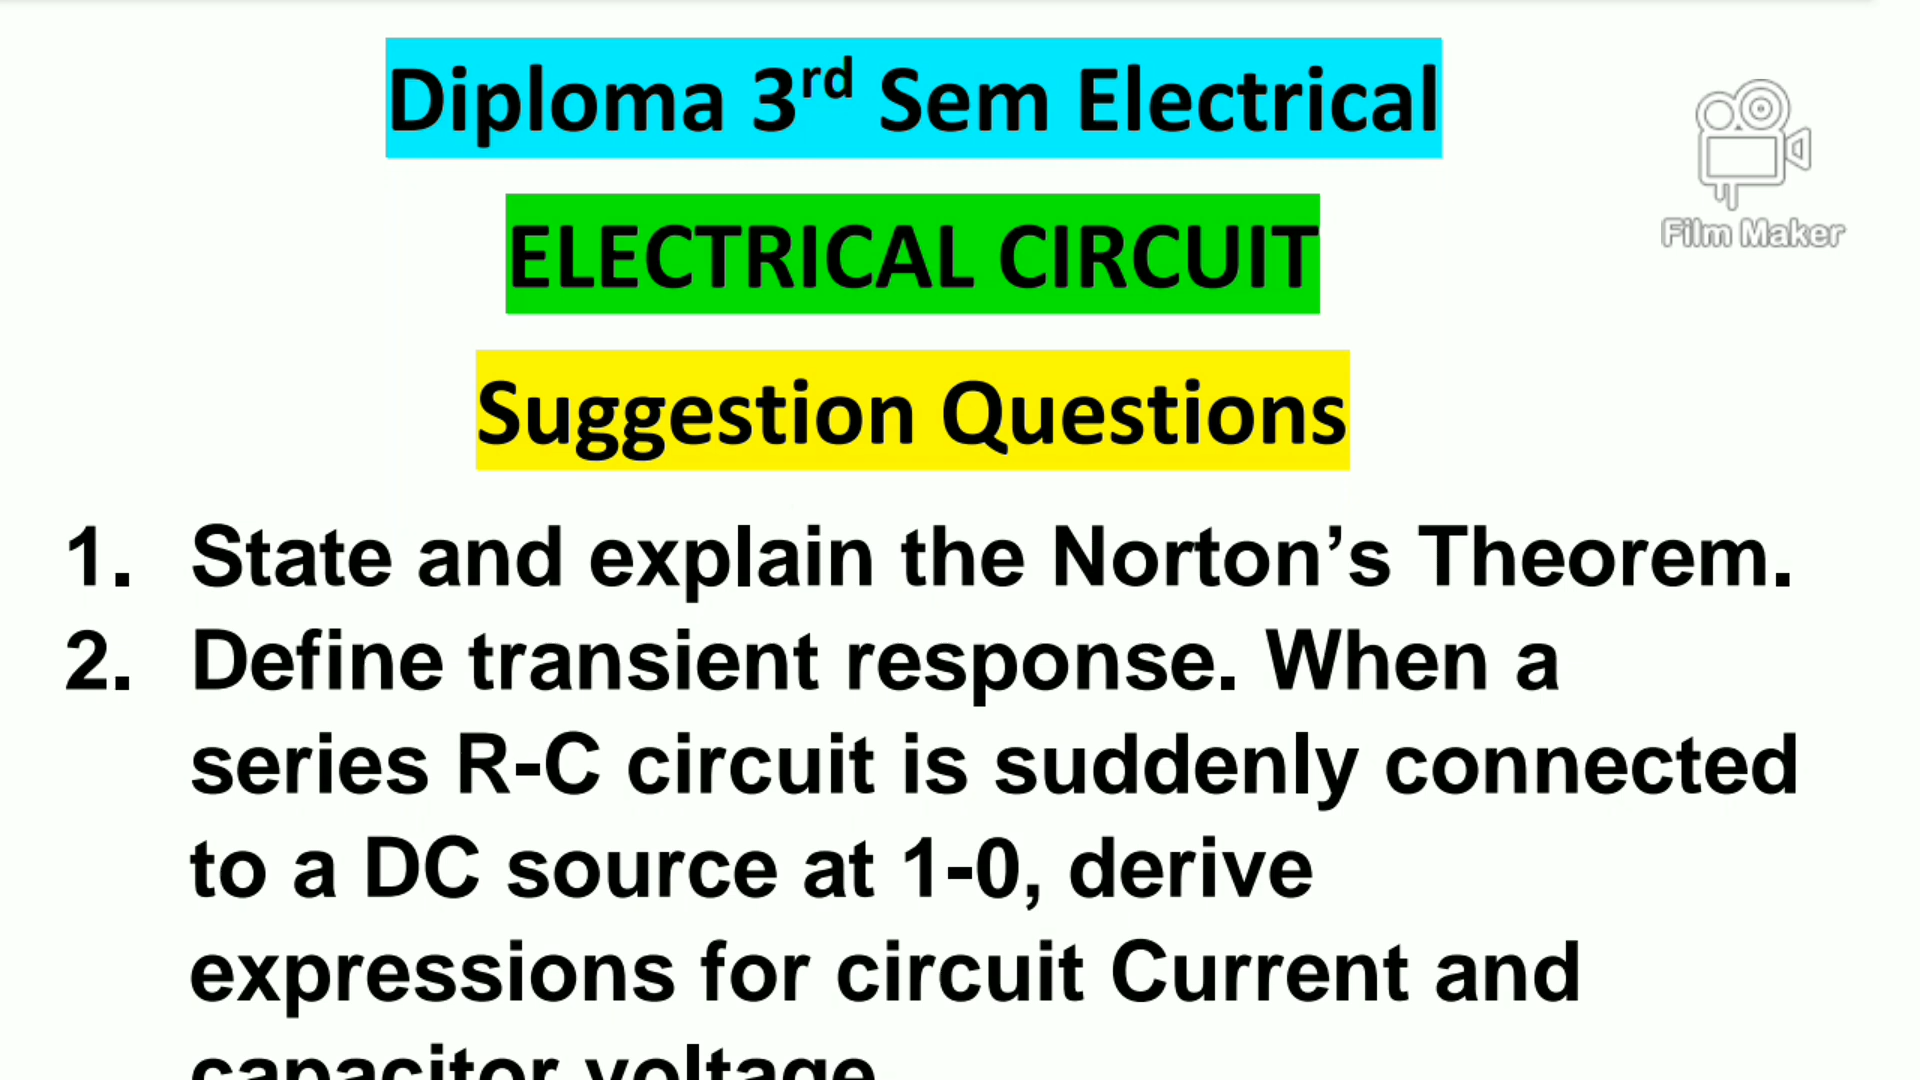 Diploma 3rd Sem Electrical
ELECTRICAL CIRCUIT
Film Maker
Suggestion Questions
1. State and explain the Norton’s Theorem.
2. Define transient response. When a
series R-C circuit is suddenly connected
to a DC source at 1-0, derive
expressions for circuit Current and
capacitor voltage